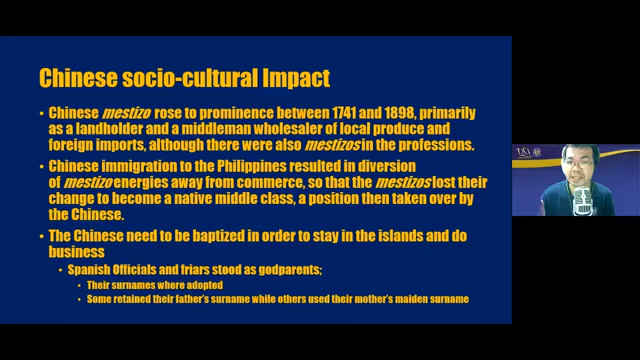 Chinese socio-cultural Impact
• Chinese mestizo rose to prominence between 1741 and 1898, primarily
as a landholder and a middleman wholesaler of local produce and
foreign imports, although there were also mestizos in the professions.
• Chinese immigration to the Philippines resulted in diversion
of mestizo energies away from commerce, so that the mestizos lost their
change to become a native middle class, a position then taken over by
the Chinese.
• The Chinese need to be baptized in order to stay in the islands and do
business
• Spanish Officials and friars stood as godparents;
• Their surnames where adopted
• Some retained their father's surname while others used their mother's maiden surname